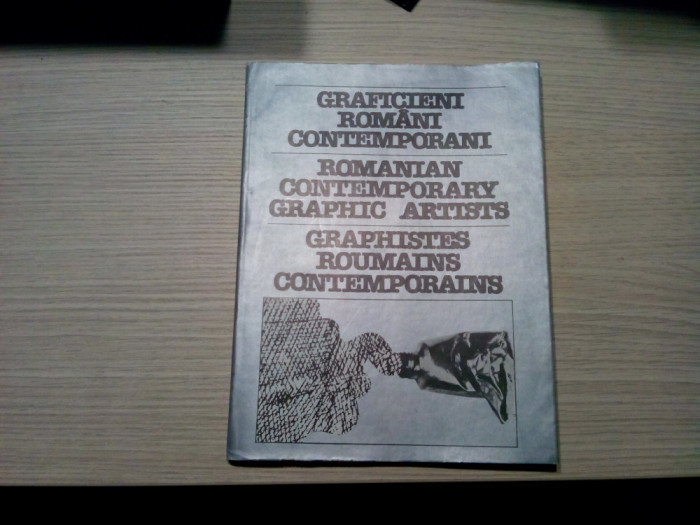 GRAFICIENI
ROMÂNI
CONTEMPORANI
ROMANIAN
CONTEMPORARY
GRAPHIC ARTISTS
GRAPHISTES
ROUMAINS
CONTEMPORAINS